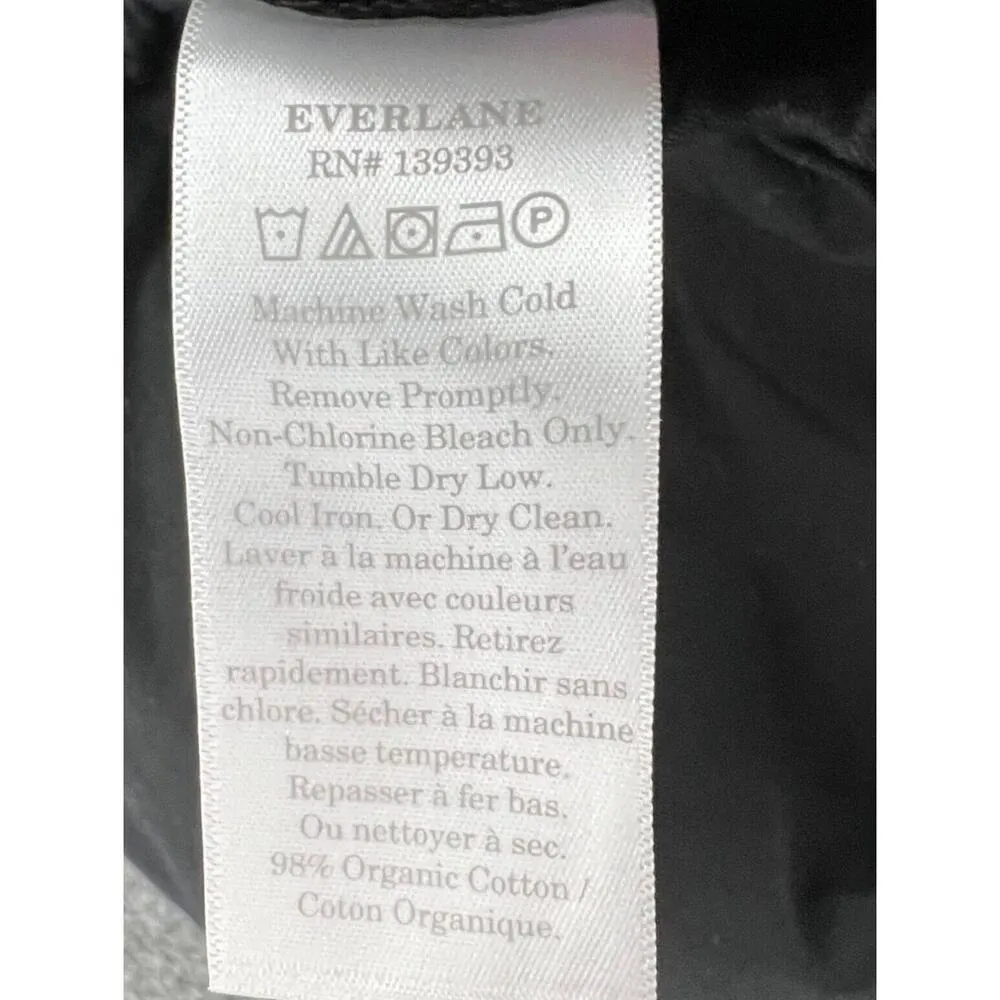 EVERLANE
RN# 139393
P
Machine Wash Cold
With Like Colors.
Remove Promptly.
Non-Chlorine Bleach Only.
Tumble Dry Low.
Cool Iron, Or Dry Clean.
Laver à la machine à l'eau
froide avec couleurs
similaires. Retirez
rapidement. Blanchir sans
chlore. Sécher à la machine
basse temperature.
Repasser à fer bas.
Ou nettoyer à sec.
98% Organic Cotton /
Coton Organique.